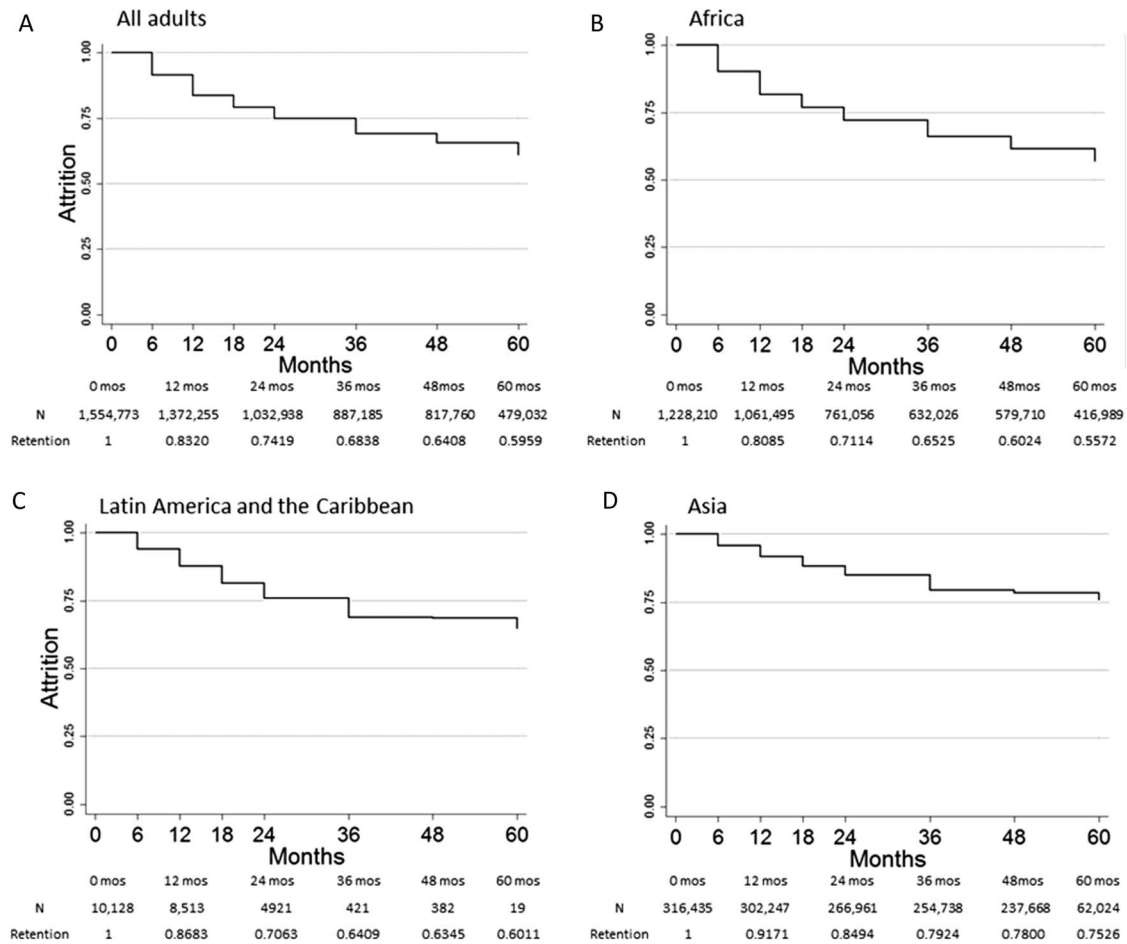 A All adults
1.00
0.75
0.50
0.25
0.00
Attrition
0 6 12 18 24 36 48 60
Months
0 mos 12 mos 24 mos 36 mos 48mos 60 mos
N 1,554,773 1,372,255 1,032,938 887,185 817,760 479,032
Retention 1 0.8320 0.7419 0.6838 0.6408 0.5959
B Africa
1.00
0.75
0.50
0.25
0.00
0 6 12 18 24 36 48 60
Months
0 mos 12 mos 24 mos 36 mos 48mos 60 mos
N 1,228,210 1,061,495 761,056 632,026 579,710 416,989
Retention 1 0.8085 0.7114 0.6525 0.6024 0.5572
C Latin America and the Caribbean
1.00
0.75
0.50
0.25
0.00
Attrition
0 6 12 18 24 36 48 60
Months
0 mos 12 mos 24 mos 36 mos 48 mos 60 mos
N 10,128 8,513 4921 421 382 19
Retention 1 0.8683 0.7063 0.6409 0.6345 0.6011
D Asia
1.00
0.75
0.50
0.25
0.00
0 6 12 18 24 36 48 60
Months
0 mos 12 mos 24 mos 36 mos 48mos 60 mos
N 316,435 302,247 266,961 254,738 237,668 62,024
Retention 1 0.9171 0.8494 0.7924 0.7800 0.7526